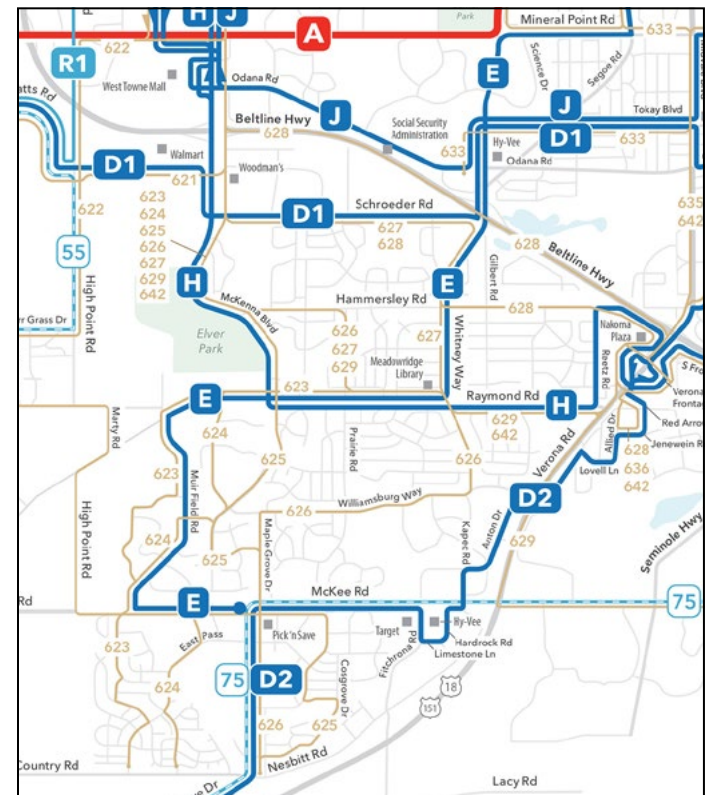 H
J
P
Park
Mineral Point Rd
633
622
A
R1
West Towne Mall
Odana Rd
E
Science Dr
Segoe Rd
atts Rd
Beltline Hwy
J
Social Security
Administration
J
Tokay Blvd
628
D1
633
Walmart
633
Hy-Vee
Odana Rd
D1
621
Woodman's
623
624
625
626
627
629
642
622
D1
Schroeder Rd
627
628
635
642
55
628
Beltline Hwy
High Point Rd
H
E
Gilbert Rd
McKenna Blvd
Hammersley Rd
628
r Grass Dr
Elver
Park
626
627
629
627
Whitney Way
Nakoma
Plaza
Reetz Rd
Meadowridge
Library
S Fro
Verona
Fronta
E
623
Raymond Rd
H
629
642
Red Arro
Marty Rd
624
Prairie Rd
Allied Dr
Jenewein R
625
626
Verona Rd
628
636
642
623
Muir Field Rd
Lovell Ln
D2
High Point Rd
Williamsburg Way
626
Maple Grove Dr
Kapec Rd
Anton Dr
629
624
625
Seminole Hwy
Rd
E
McKee Rd
75
East Pass
Pick 'n Save
Target
Hy-Vee
Hardrock Rd
Limestone Ln
Fitchrona Rd
623
624
75
D2
Cosgrove Dr
18
151
626
625
Nesbitt Rd
Country Rd
e Dr
Lacy Rd